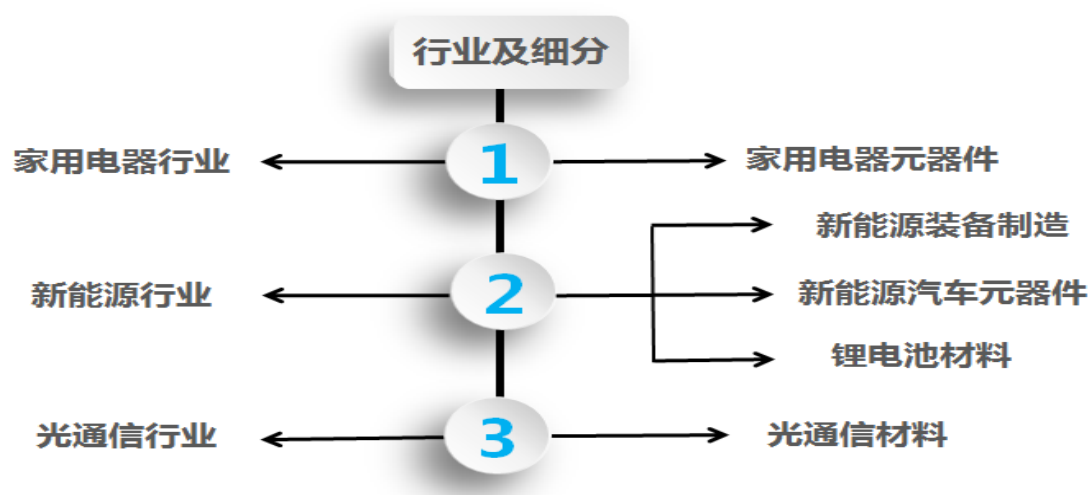 行业及细分
家用电器行业
1
家用电器元器件
新能源装备制造
新能源行业
2
新能源汽车元器件
锂电池材料
光通信行业
3
光通信材料